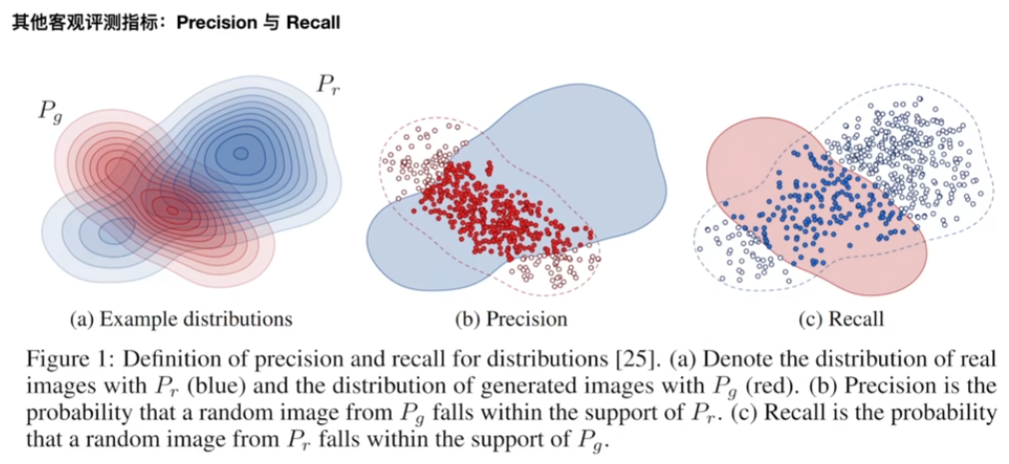 其他客观评测指标：Precision 与 Recall
P_g
P_r
(a) Example distributions
(b) Precision
(c) Recall
Figure 1: Definition of precision and recall for distributions [25]. (a) Denote the distribution of real
images with P_r (blue) and the distribution of generated images with P_g (red). (b) Precision is the
probability that a random image from P_g falls within the support of P_r. (c) Recall is the probability
that a random image from P_r falls within the support of P_g.